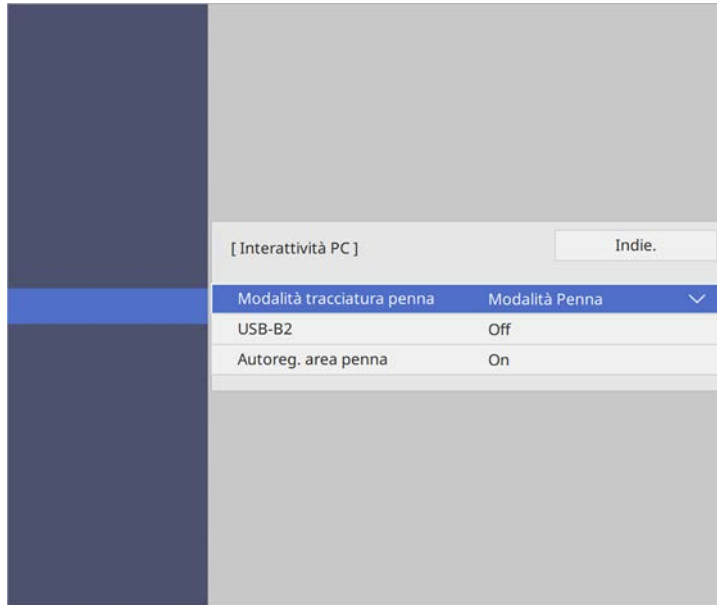 [ Interattività PC ]
Indie.
Modalità tracciatura penna Modalità Penna
USB-B2 Off
Autoreg. area penna On